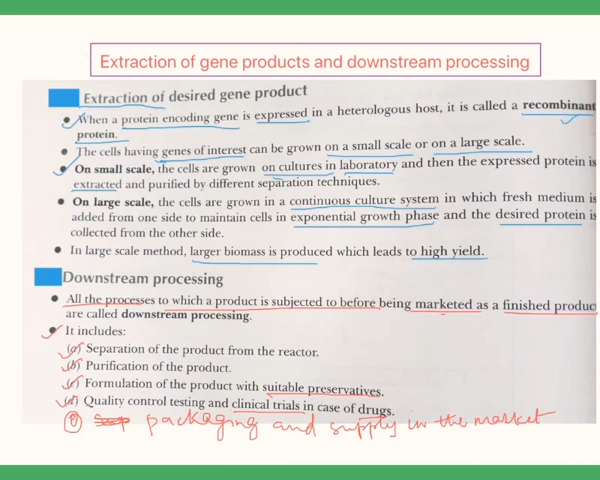 Extraction of gene products and downstream processing
Extraction of desired gene product
When a protein encoding gene is expressed in a heterologous host, it is called a recombinant
protein.
The cells having genes of interest can be grown on a small scale or on a large scale.
On small scale, the cells are grown on cultures in laboratory and then the expressed protein is
extracted and purified by different separation techniques.
On large scale, the cells are grown in a continuous culture system in which fresh medium is
added from one side to maintain cells in exponential growth phase and the desired protein is
collected from the other side.
In large scale method, larger biomass is produced which leads to high yield.
Downstream processing
All the processes to which a product is subjected to before being marketed as a finished produc
are called downstream processing.
It includes:
(a) Separation of the product from the reactor.
(b) Purification of the product.
(c) Formulation of the product with suitable preservatives.
(d) Quality control testing and clinical trials in case of drugs.
packaging and supply in the market